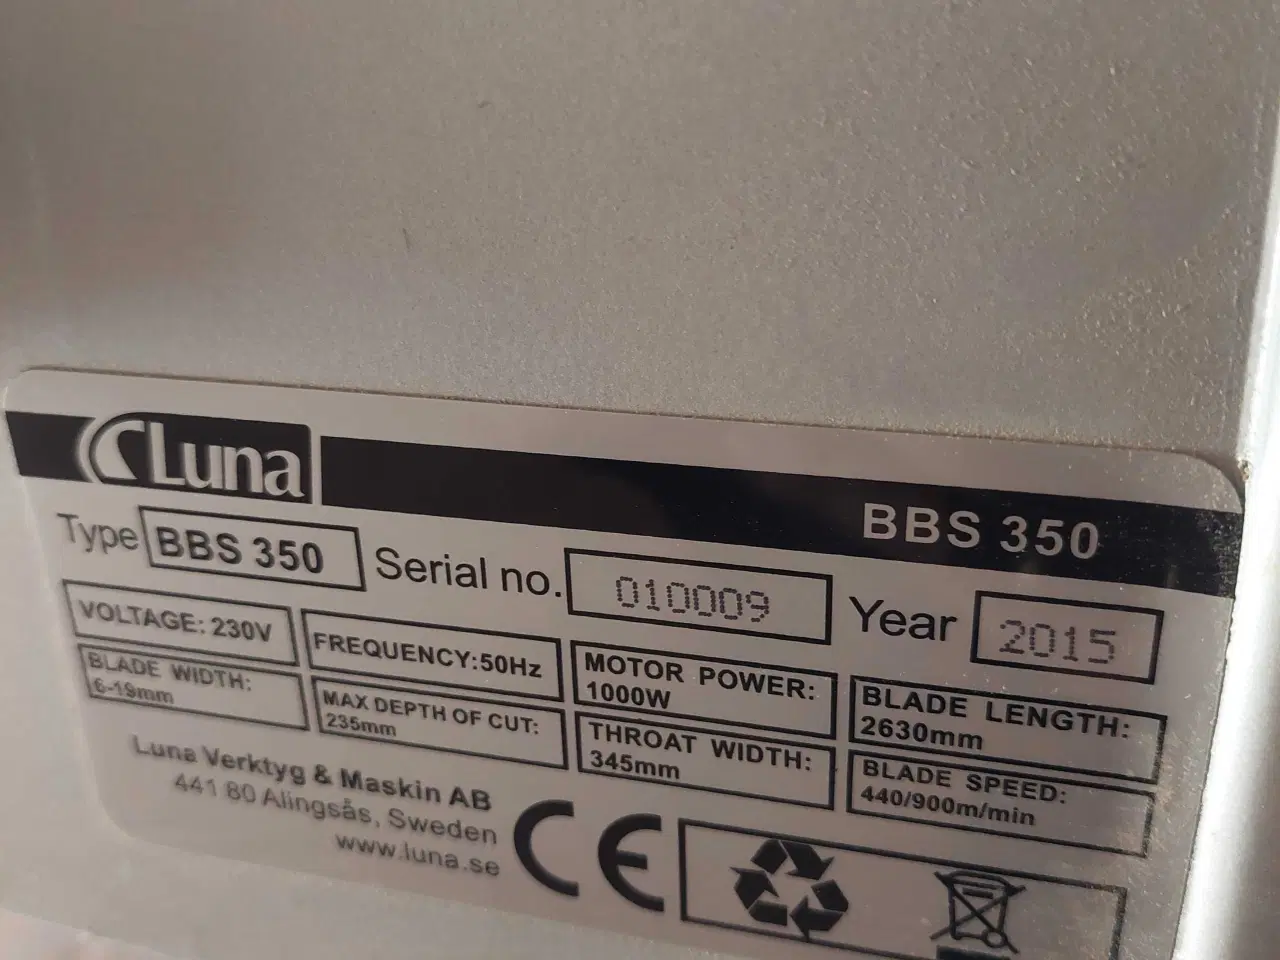 Luna
BBS 350
Type BBS 350 Serial no. 010009 Year 2015
VOLTAGE: 230V
FREQUENCY:50Hz
MOTOR POWER:
1000W
BLADE LENGTH:
2630mm
BLADE WIDTH:
6-19mm
MAX DEPTH OF CUT:
235mm
THROAT WIDTH:
345mm
BLADE SPEED:
440/900m/min
Luna Verktyg & Maskin AB
441 80 Alingsås, Sweden
www.luna.se
CE